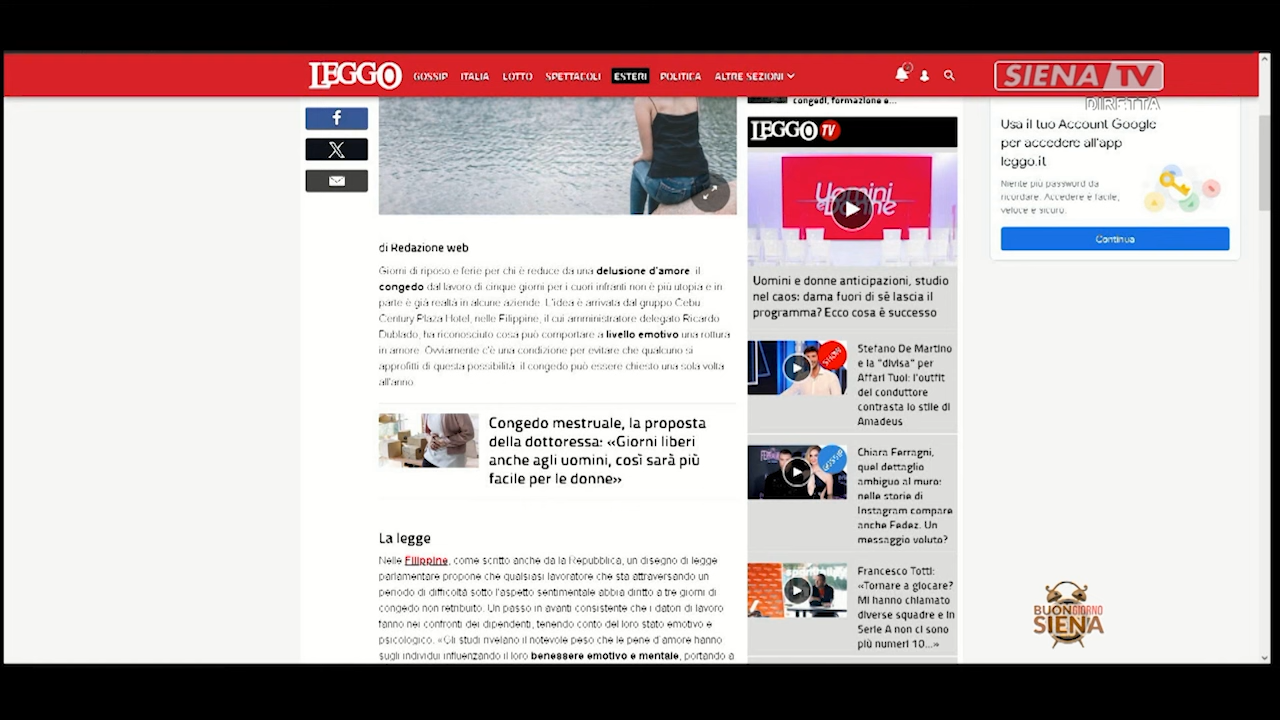 LEGGO
GOSSIP ITALIA LOTTO SPETTACOLI ESTERI POLITICA ALTRE SEZIONI
SIENA TV
DIRETTA
di Redazione web
Giorni di riposo e ferie per chi è reduce da una delusione d'amore: il
congedo dal lavoro di cinque giorni per i cuori infranti non è più utopia e in
parte è già realtà in alcune aziende. L'idea è arrivata dal gruppo Cebu
Century Plaza Hotel, nelle Filippine, il cui amministratore delegato Ricardo
Dublado, ha riconosciuto cosa può comportare a livello emotivo una rottura
in amore. Ovviamente c'è una condizione per evitare che qualcuno si
approfitti di questa possibilità: il congedo può essere chiesto una sola volta
all'anno.
Congedo mestruale, la proposta
della dottoressa: «Giorni liberi
anche agli uomini, così sarà più
facile per le donne»
La legge
Nelle Filippine, come scritto anche da la Repubblica, un disegno di legge
parlamentare propone che qualsiasi lavoratore che sta attraversando un
periodo di difficoltà sotto l'aspetto sentimentale abbia diritto a tre giorni di
congedo non retribuito. Un passo in avanti consistente che i datori di lavoro
fanno nei confronti dei dipendenti, tenendo conto del loro stato emotivo e
psicologico. «Gli studi rivelano il notevole peso che le pene d'amore hanno
sugli individui influenzando il loro benessere emotivo e mentale, portando a
congedi, formazione e...
LEGGO TV
Uomini
e Donne
Uomini e donne anticipazioni, studio
nel caos: dama fuori di sè lascia il
programma? Ecco cosa è successo
SHOW
Stefano De Martino
e la "divisa" per
Affari Tuoi: l'outfit
del conduttore
contrasta lo stile di
Amadeus
GOSSIP
Chiara Ferragni,
quel dettaglio
ambiguo al muro:
nelle storie di
Instagram compare
anche Fedez. Un
messaggio voluto?
Francesco Totti:
«Tornare a giocare?
Mi hanno chiamato
diverse squadre e in
Serie A non ci sono
più numeri 10...»
Usa il tuo Account Google
per accedere all'app
leggo.it
Niente più password da
ricordare. Accedere è facile,
veloce e sicuro.
Continua
BUONGIORNO
SIENA